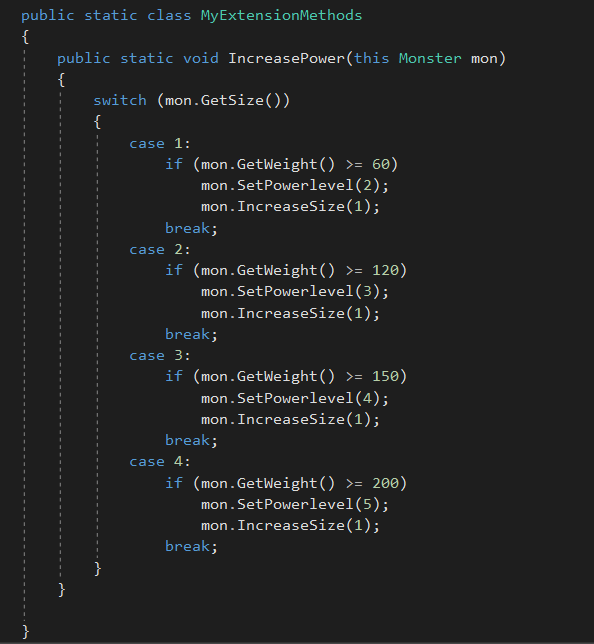 public static class MyExtensionMethods
{
    public static void IncreasePower(this Monster mon)
    {
        switch (mon.GetSize())
        {
            case 1:
                if (mon.GetWeight() >= 60)
                    mon.SetPowerlevel(2);
                    mon.IncreaseSize(1);
                break;
            case 2:
                if (mon.GetWeight() >= 120)
                    mon.SetPowerlevel(3);
                    mon.IncreaseSize(1);
                break;
            case 3:
                if (mon.GetWeight() >= 150)
                    mon.SetPowerlevel(4);
                    mon.IncreaseSize(1);
                break;
            case 4:
                if (mon.GetWeight() >= 200)
                    mon.SetPowerlevel(5);
                    mon.IncreaseSize(1);
                break;
        }
    }

}